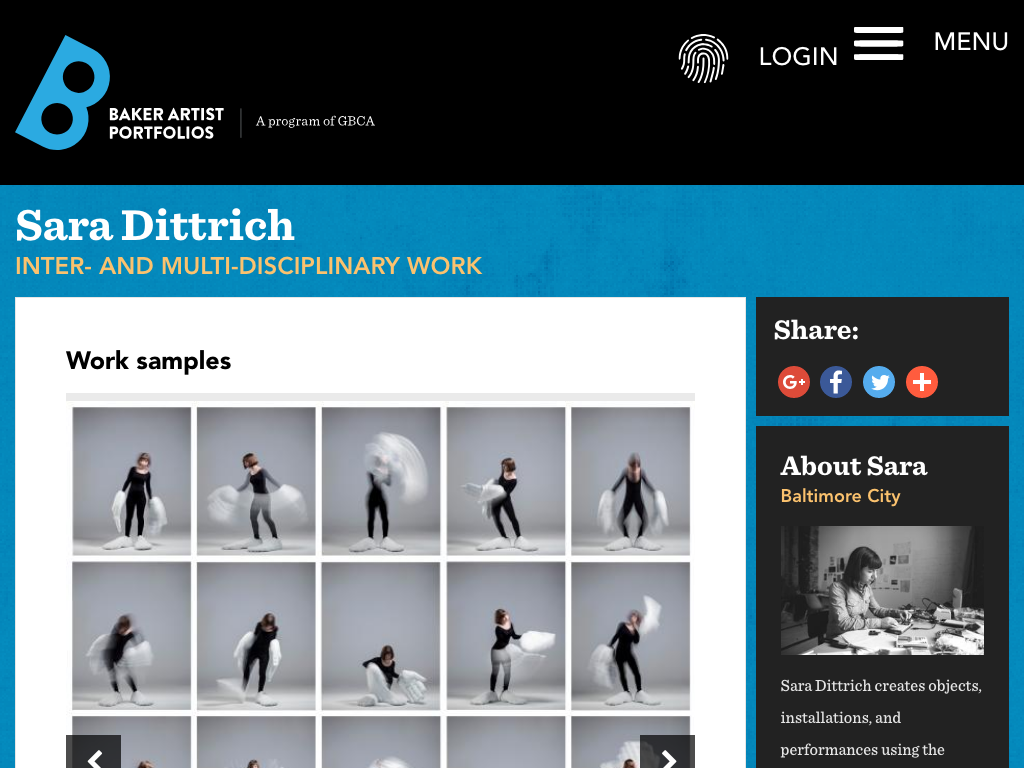 LOGIN
MENU
BAKER ARTIST
PORTFOLIOS
A program of GBCA
Sara Dittrich
INTER- AND MULTI-DISCIPLINARY WORK
Work samples
Share:
G+
About Sara
Baltimore City
Sara Dittrich creates objects,
installations, and
performances using the